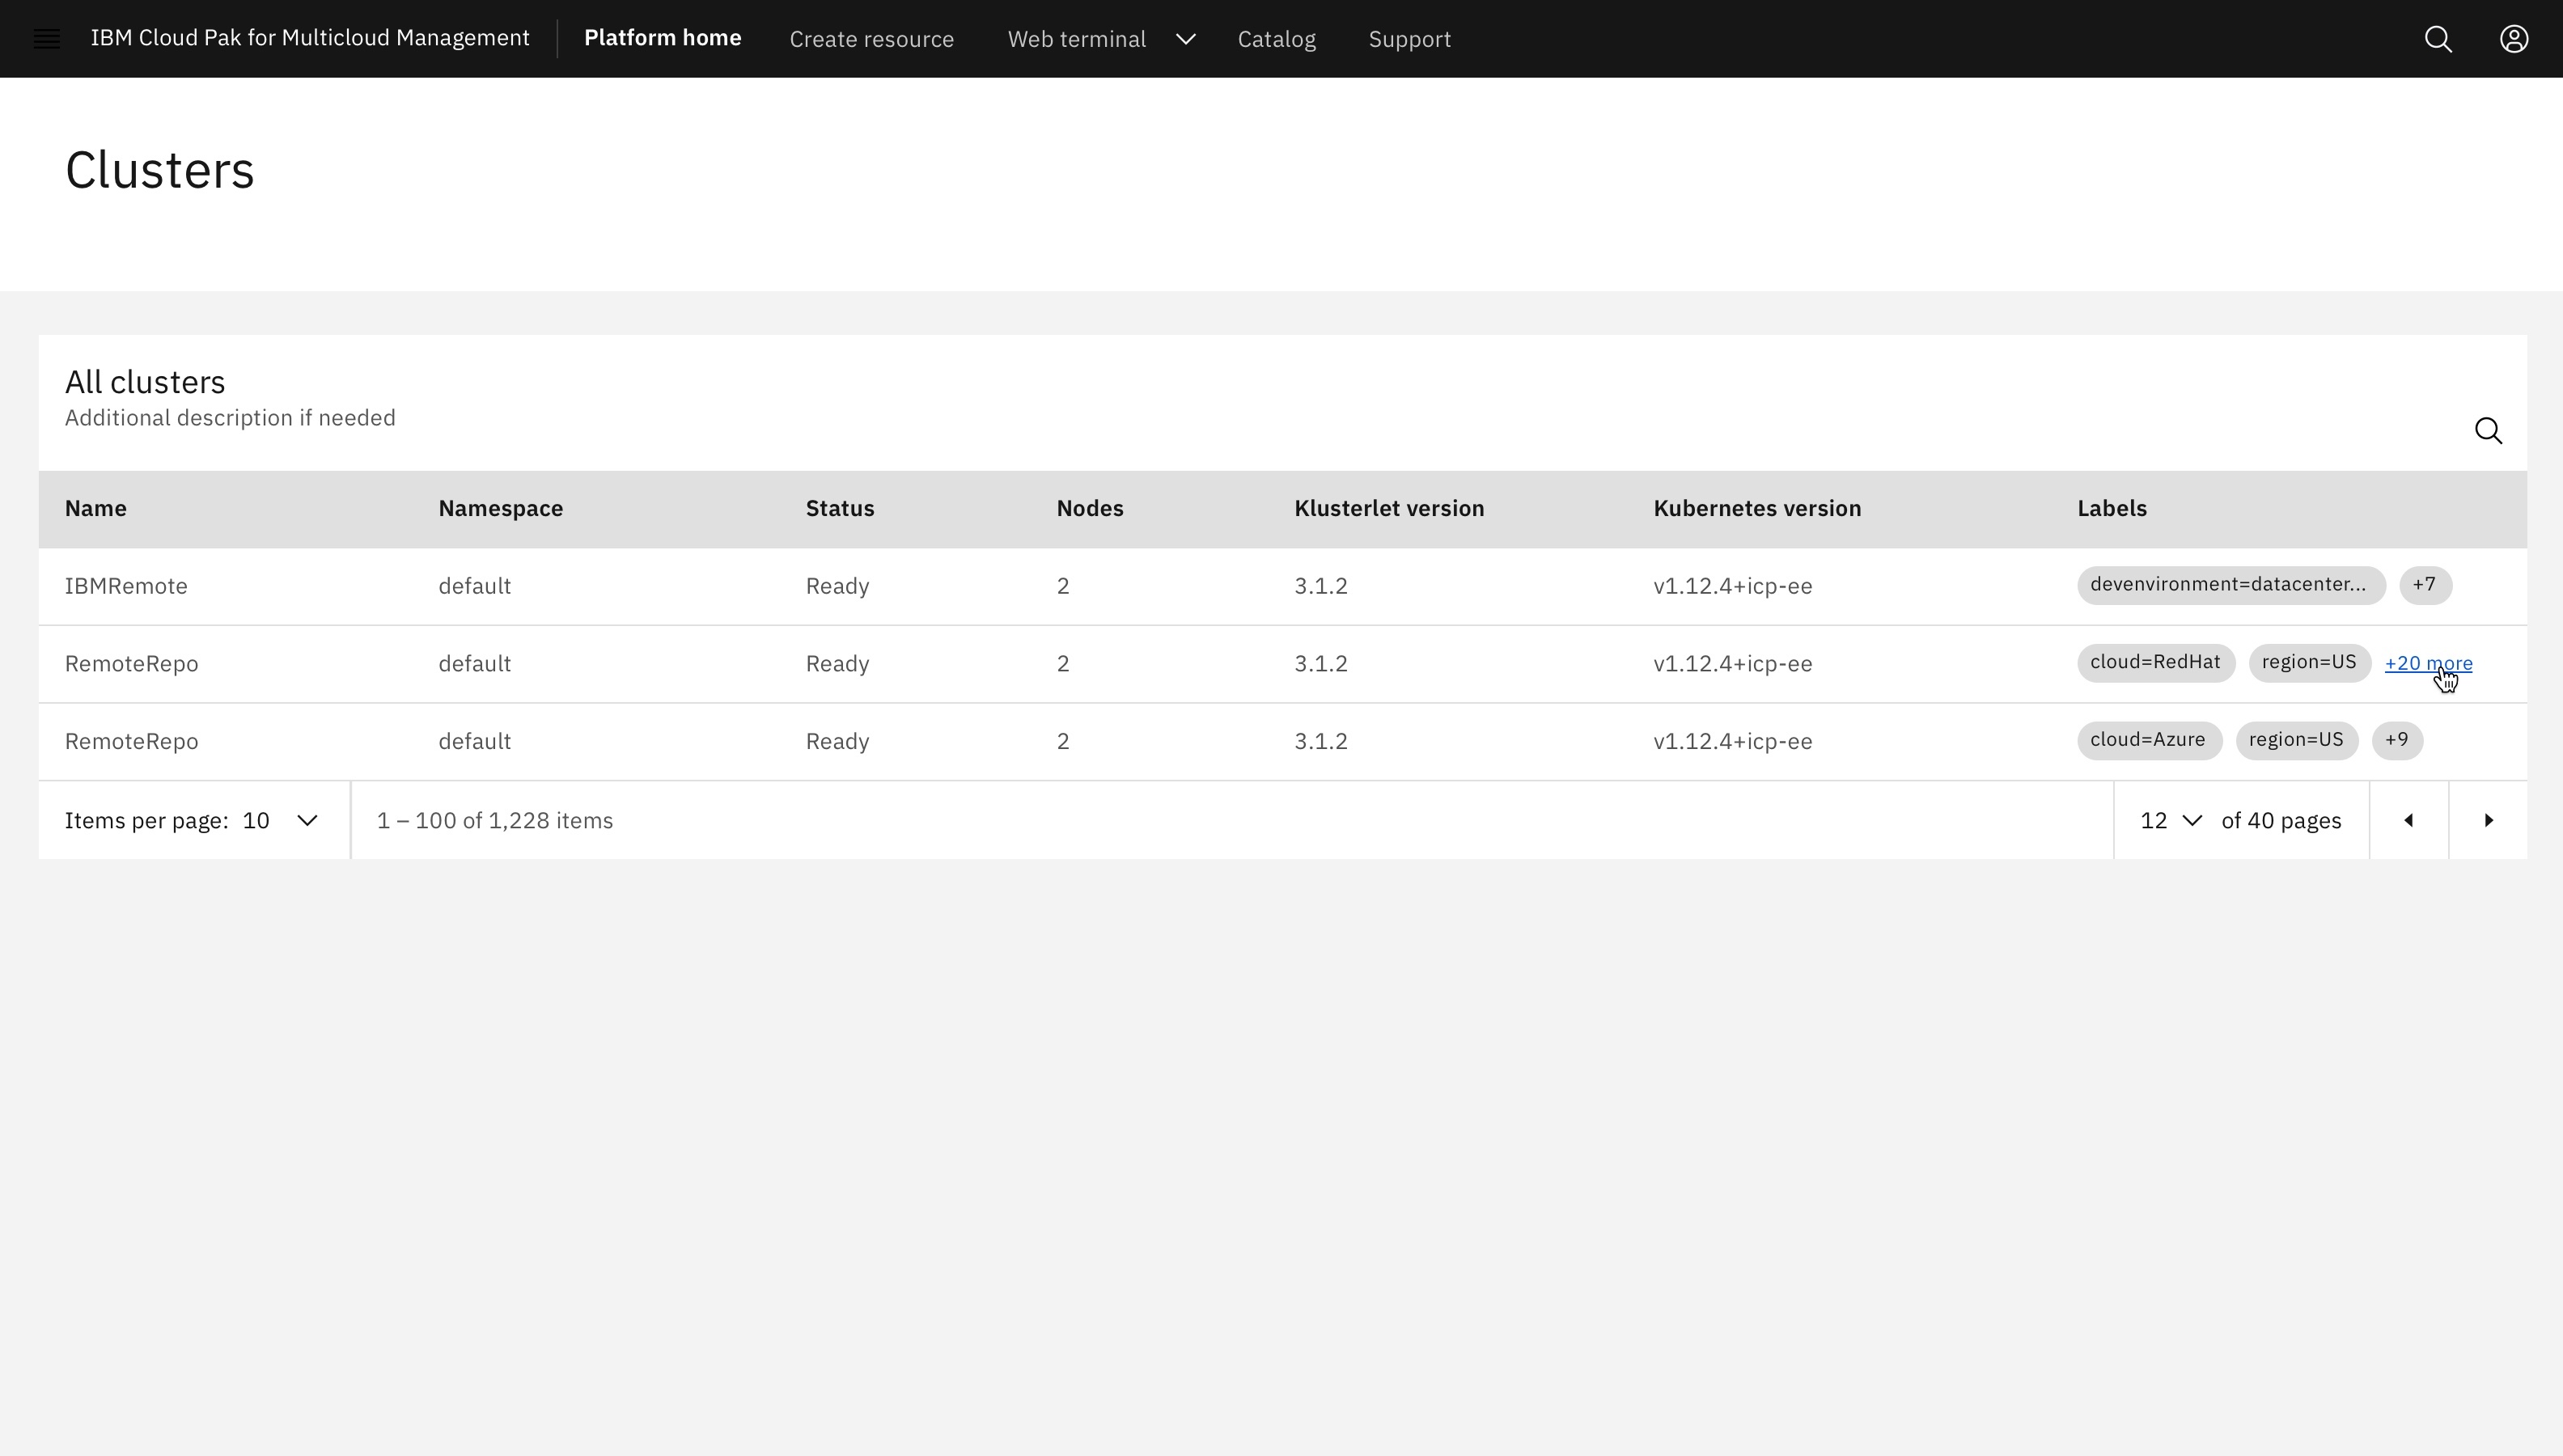 IBM Cloud Pak for Multicloud Management Platform home Create resource Web terminal Catalog Support
Clusters
All clusters
Additional description if needed
Name Namespace Status Nodes Klusterlet version Kubernetes version Labels
IBMRemote default Ready 2 3.1.2 v1.12.4+icp-ee devenvironment=datacenter... +7
RemoteRepo default Ready 2 3.1.2 v1.12.4+icp-ee cloud=RedHat region=US +20 more
RemoteRepo default Ready 2 3.1.2 v1.12.4+icp-ee cloud=Azure region=US +9
Items per page: 10 1 – 100 of 1,228 items 12 of 40 pages